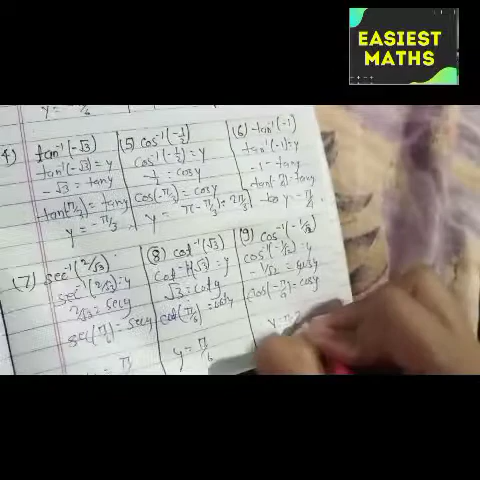 EASIEST
MATHS
4) tan⁻¹(-√3)
tan⁻¹(-√3) = y
-√3 = tany
tan(π/3) = tany
y = -π/3
(5) cos⁻¹(-1/2)
cos⁻¹(-1/2) = y
-1/2 = cosy
cos(-π/3) = cosy
y = π - π/3 = 2π/3
(6) tan⁻¹(-1)
tan⁻¹(-1) = y
-1 = tany
y = -π/4
(7) sec⁻¹(2/√3)
sec⁻¹(2/√3) = y
2/√3 = secy
sec(π/6) = secy
(8) cot⁻¹(√3)
cot⁻¹(√3) = y
√3 = coty
cot(π/6) = coty
y = π/6
(9) cos⁻¹(-1/√2)
cos⁻¹(-1/√2) = y
-1/√2 = cosy
y = π